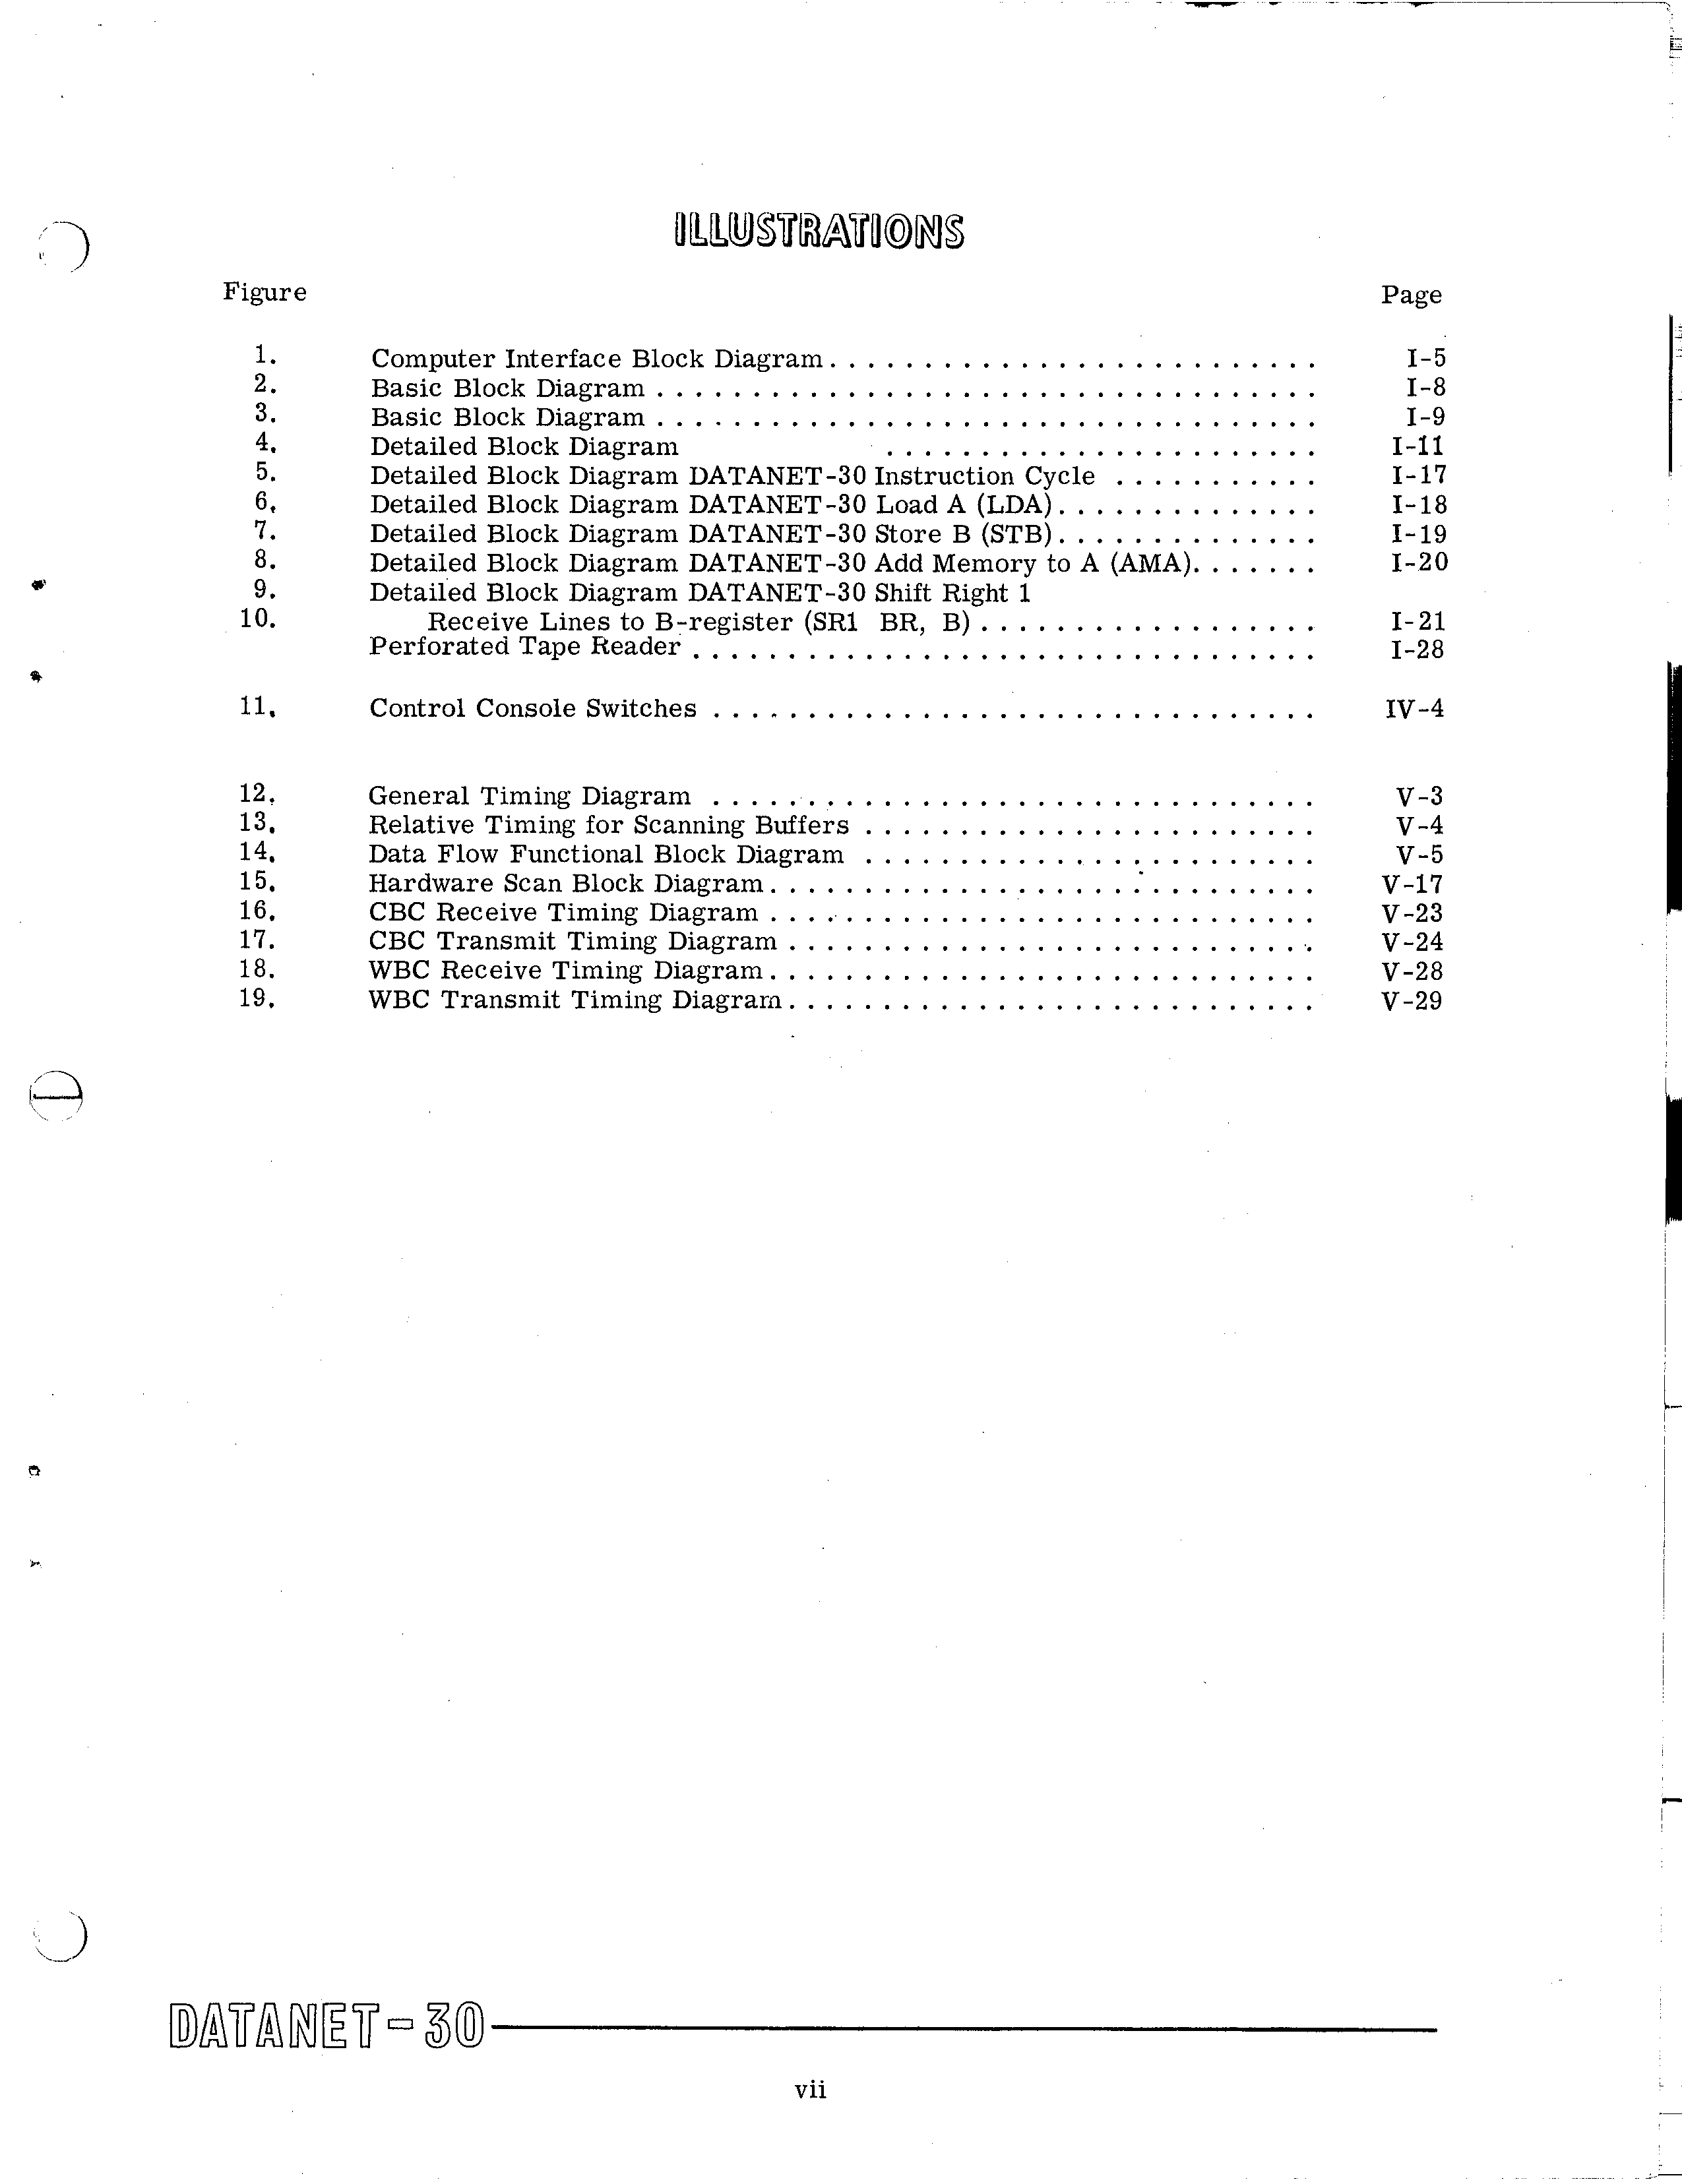 ILLUSTRATIONS
Figure Page
1. Computer Interface Block Diagram . . . . . . . . . . . . . . . . . . . . . . . . . . I-5
2. Basic Block Diagram . . . . . . . . . . . . . . . . . . . . . . . . . . . . . . . . . . . I-8
3. Basic Block Diagram . . . . . . . . . . . . . . . . . . . . . . . . . . . . . . . . . . . I-9
4. Detailed Block Diagram . . . . . . . . . . . . . . . . . . . . . . . I-11
5. Detailed Block Diagram DATANET-30 Instruction Cycle . . . . . . . . . . . I-17
6. Detailed Block Diagram DATANET-30 Load A (LDA) . . . . . . . . . . . . . . I-18
7. Detailed Block Diagram DATANET-30 Store B (STB) . . . . . . . . . . . . . . I-19
8. Detailed Block Diagram DATANET-30 Add Memory to A (AMA) . . . . . . . I-20
9. Detailed Block Diagram DATANET-30 Shift Right 1
10. Receive Lines to B-register (SR1 BR, B) . . . . . . . . . . . . . . . . . . I-21
Perforated Tape Reader . . . . . . . . . . . . . . . . . . . . . . . . . . . . . . . . . I-28
11. Control Console Switches . . . . . . . . . . . . . . . . . . . . . . . . . . . . . . . . IV-4
12. General Timing Diagram . . . . . . . . . . . . . . . . . . . . . . . . . . . . . . . . V-3
13. Relative Timing for Scanning Buffers . . . . . . . . . . . . . . . . . . . . . . . . V-4
14. Data Flow Functional Block Diagram . . . . . . . . . . . . . . . . . . . . . . . . V-5
15. Hardware Scan Block Diagram . . . . . . . . . . . . . . . . . . . . . . . . . . . . . V-17
16. CBC Receive Timing Diagram . . . . . . . . . . . . . . . . . . . . . . . . . . . . . V-23
17. CBC Transmit Timing Diagram . . . . . . . . . . . . . . . . . . . . . . . . . . . . V-24
18. WBC Receive Timing Diagram . . . . . . . . . . . . . . . . . . . . . . . . . . . . . V-28
19. WBC Transmit Timing Diagram . . . . . . . . . . . . . . . . . . . . . . . . . . . . V-29
DATANET-30
vii